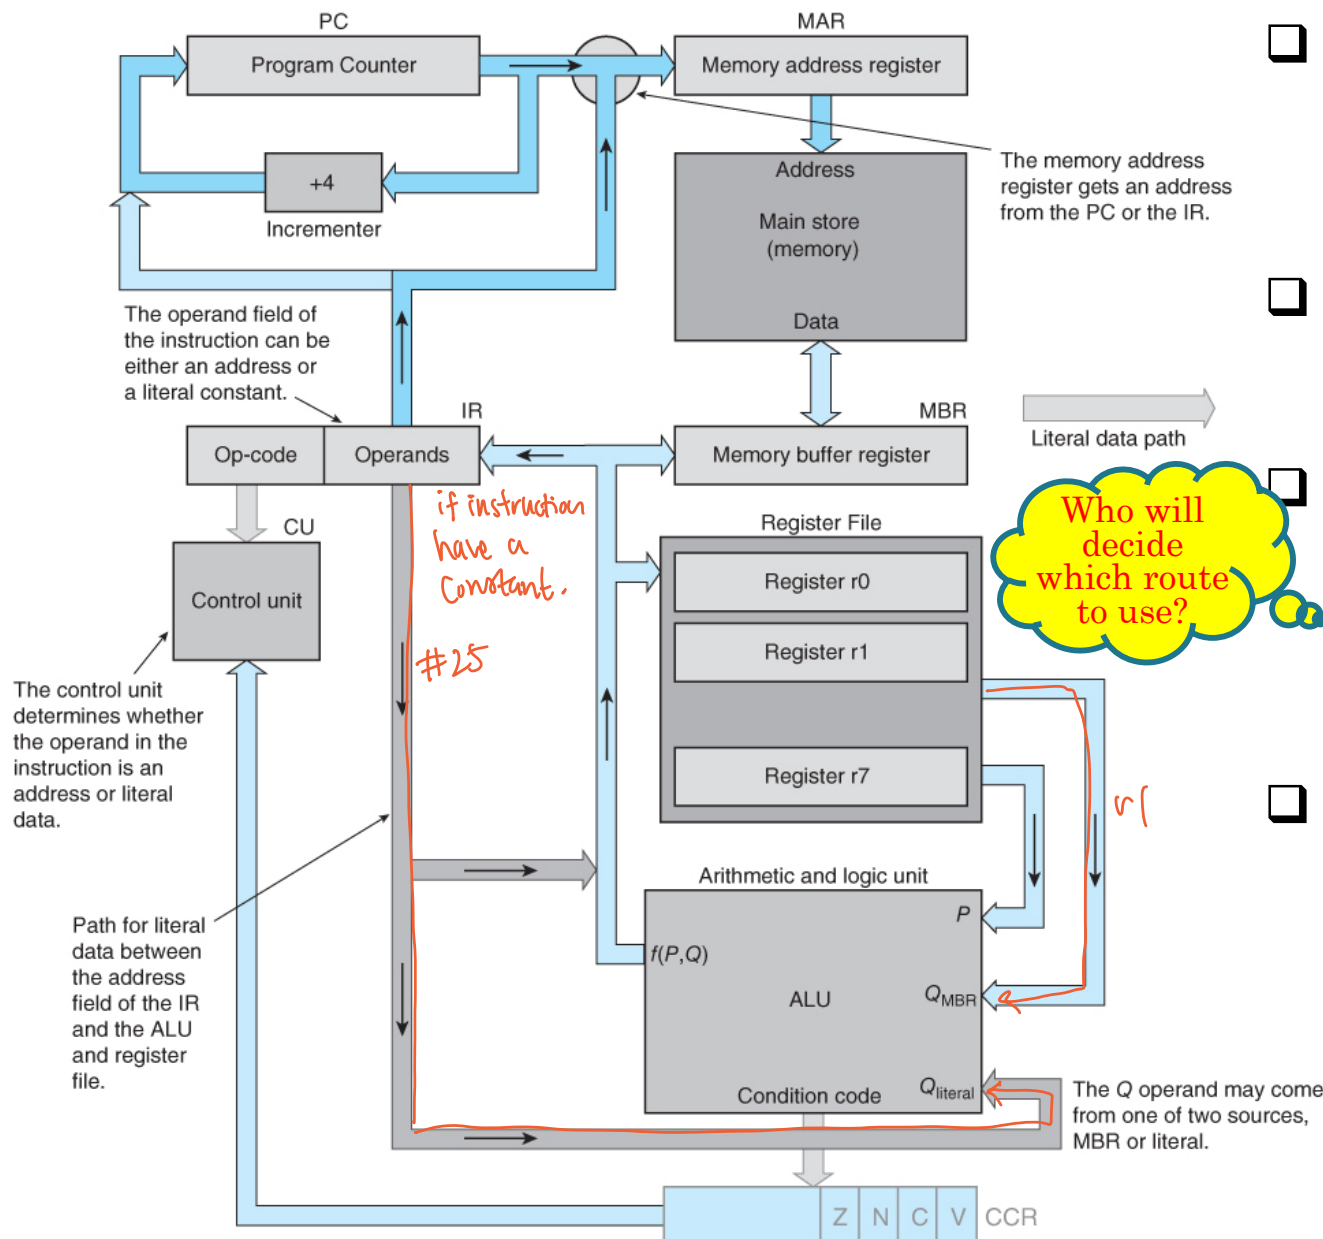 PC
MAR
Program Counter
Memory address register
+4
Incrementer
Address
Main store
(memory)
Data
The memory address
register gets an address
from the PC or the IR.
The operand field of
the instruction can be
either an address or
a literal constant.
IR
MBR
Op-code
Operands
Memory buffer register
Literal data path
if instruction
have a
Constant.
#25
CU
Control unit
Register File
Register r0
Register r1
Register r7
Who will
decide
which route
to use?
The control unit
determines whether
the operand in the
instruction is an
address or literal
data.
r1
Arithmetic and logic unit
P
f(P,Q)
ALU
QMBR
Qliteral
Condition code
Path for literal
data between
the address
field of the IR
and the ALU
and register
file.
The Q operand may come
from one of two sources,
MBR or literal.
Z N C V CCR